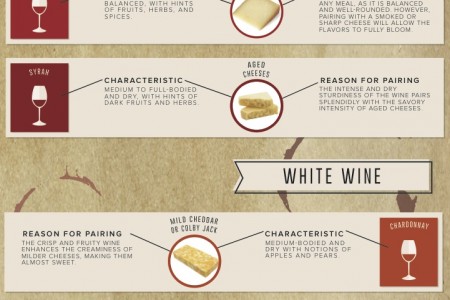 BALANCED, WITH HINTS
OF FRUITS, HERBS, AND
SPICES.
ANY MEAL, AS IT IS BALANCED
AND WELL-ROUNDED. HOWEVER,
PAIRING WITH A SMOKED OR
SHARP CHEESE WILL ALLOW THE
FLAVORS TO FULLY BLOOM.
SYRAH
CHARACTERISTIC
MEDIUM TO FULL-BODIED
AND DRY, WITH HINTS OF
DARK FRUITS AND HERBS.
AGED
CHEESES
REASON FOR PAIRING
THE INTENSE AND DRY
STURDINESS OF THE WINE PAIRS
SPLENDIDLY WITH THE SAVORY
INTENSITY OF AGED CHEESES.
WHITE WINE
REASON FOR PAIRING
THE CRISP AND FRUITY WINE
ENHANCES THE CREAMINESS OF
MILDER CHEESES, MAKING THEM
ALMOST SWEET.
MILD CHEDDAR
OR COLBY JACK
CHARACTERISTIC
MEDIUM-BODIED AND
DRY WITH NOTIONS OF
APPLES AND PEARS.
CHARDONNAY